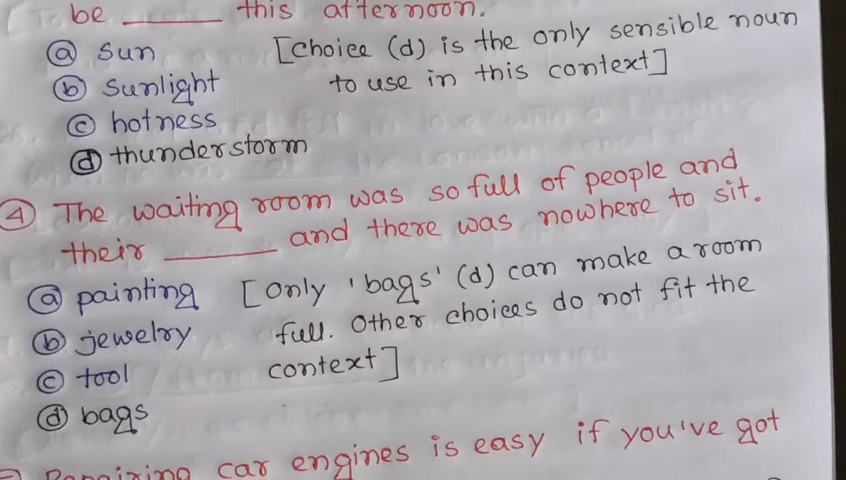 be ______ this afternoon.
ⓐ sun [Choice (d) is the only sensible noun
ⓑ sunlight to use in this context]
ⓒ hotness
ⓓ thunderstorm
④ The waiting room was so full of people and
their ______ and there was nowhere to sit.
ⓐ painting [Only 'bags' (d) can make a room
ⓑ jewelry full. Other choices do not fit the
ⓒ tool context]
ⓓ bags
Repairing car engines is easy if you've got